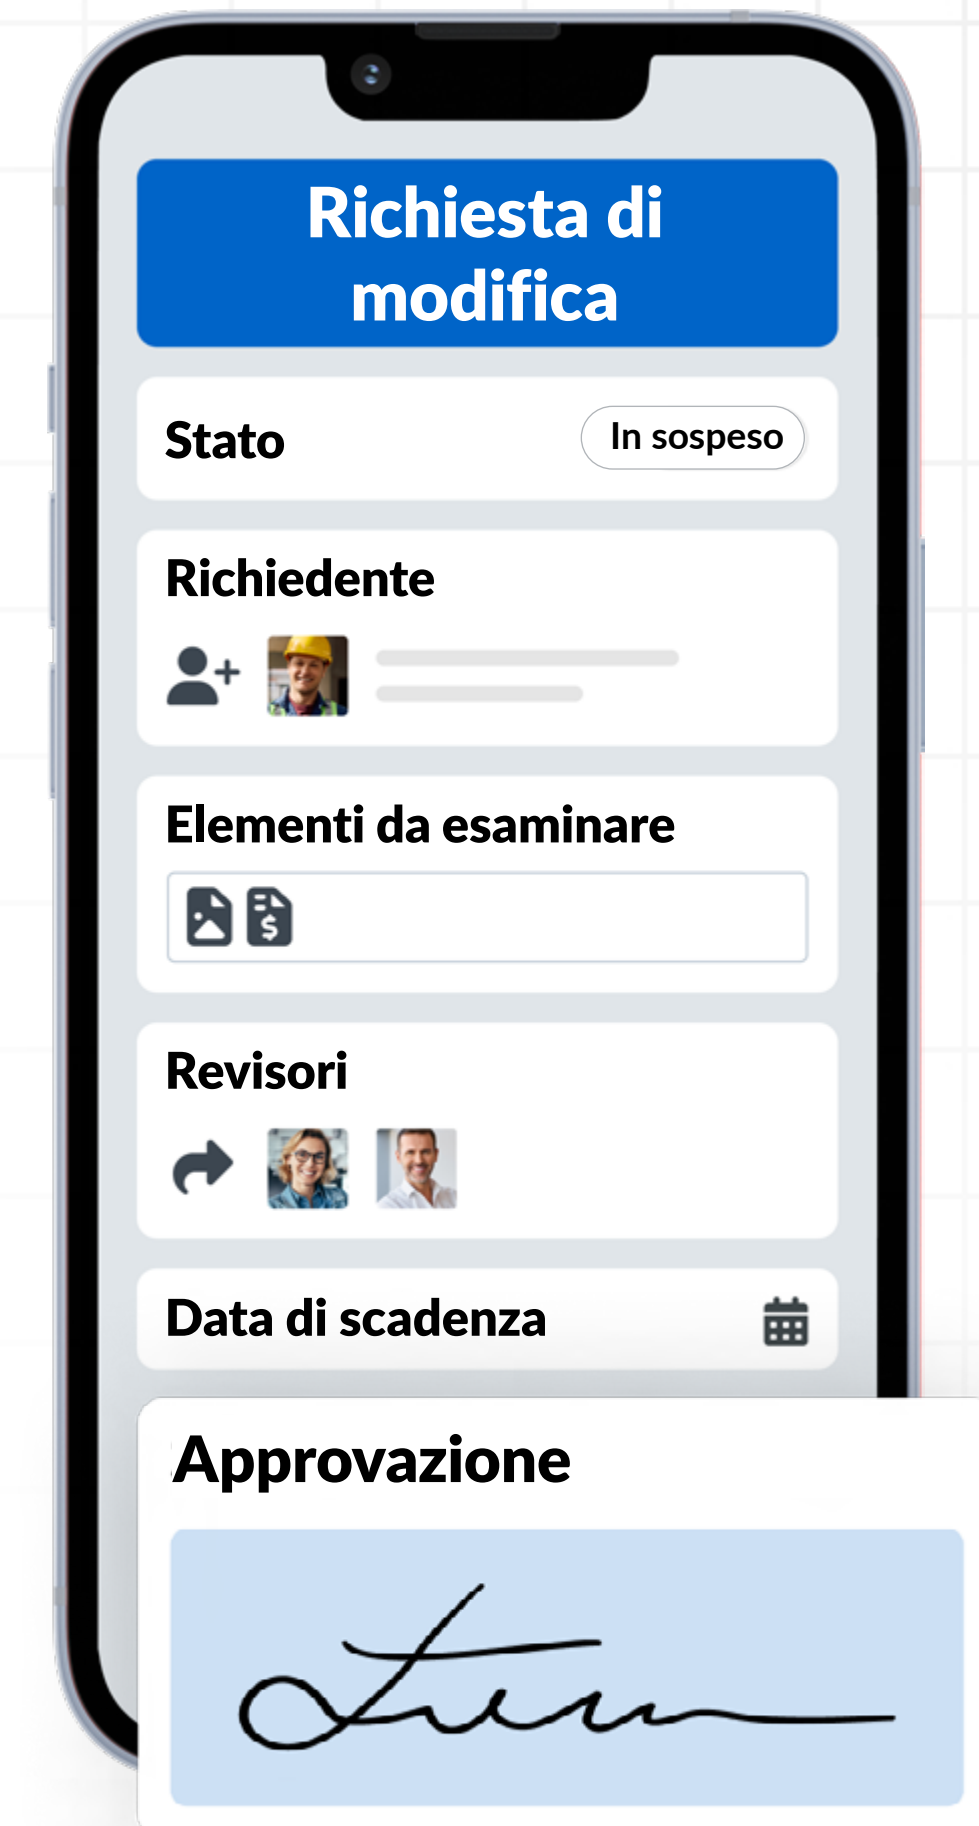 Richiesta di
modifica
Stato
In sospeso
Richiedente
Elementi da esaminare
$
Revisori
Data di scadenza
Approvazione